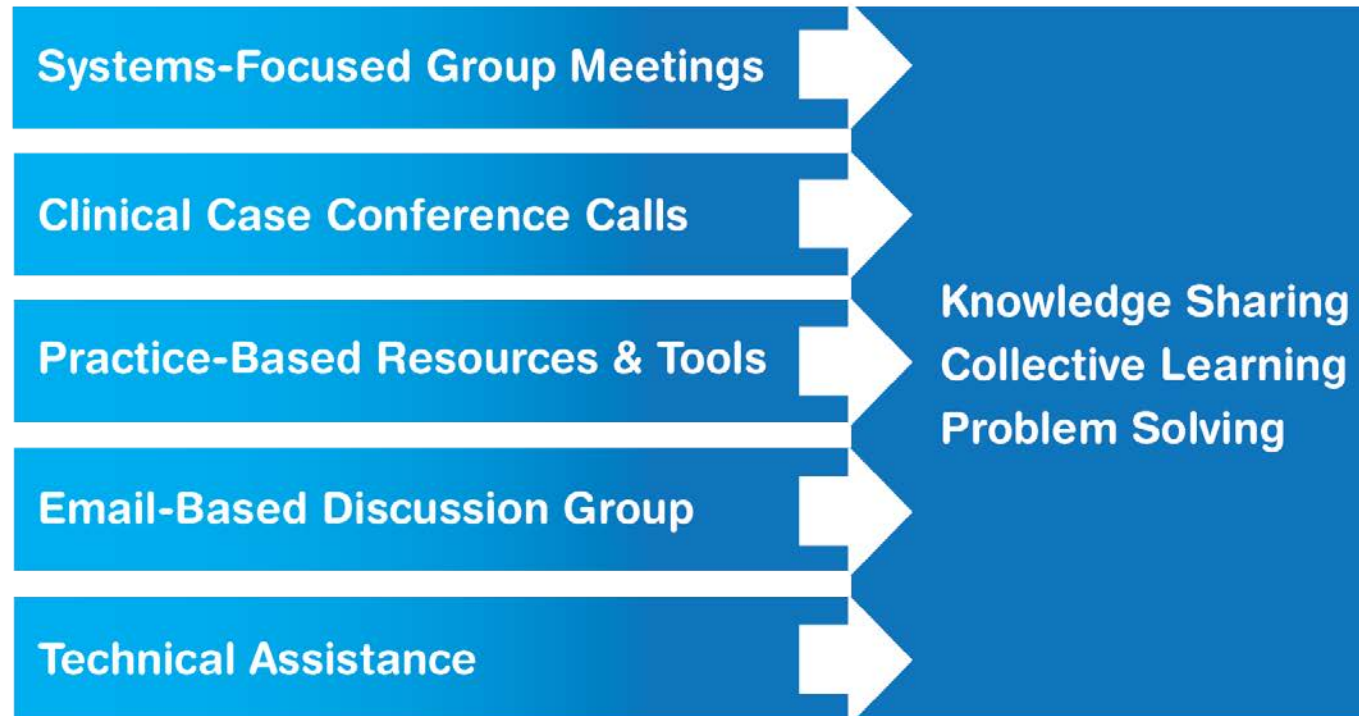 Systems-Focused Group Meetings
Clinical Case Conference Calls
Practice-Based Resources & Tools
Email-Based Discussion Group
Technical Assistance
Knowledge Sharing
Collective Learning
Problem Solving